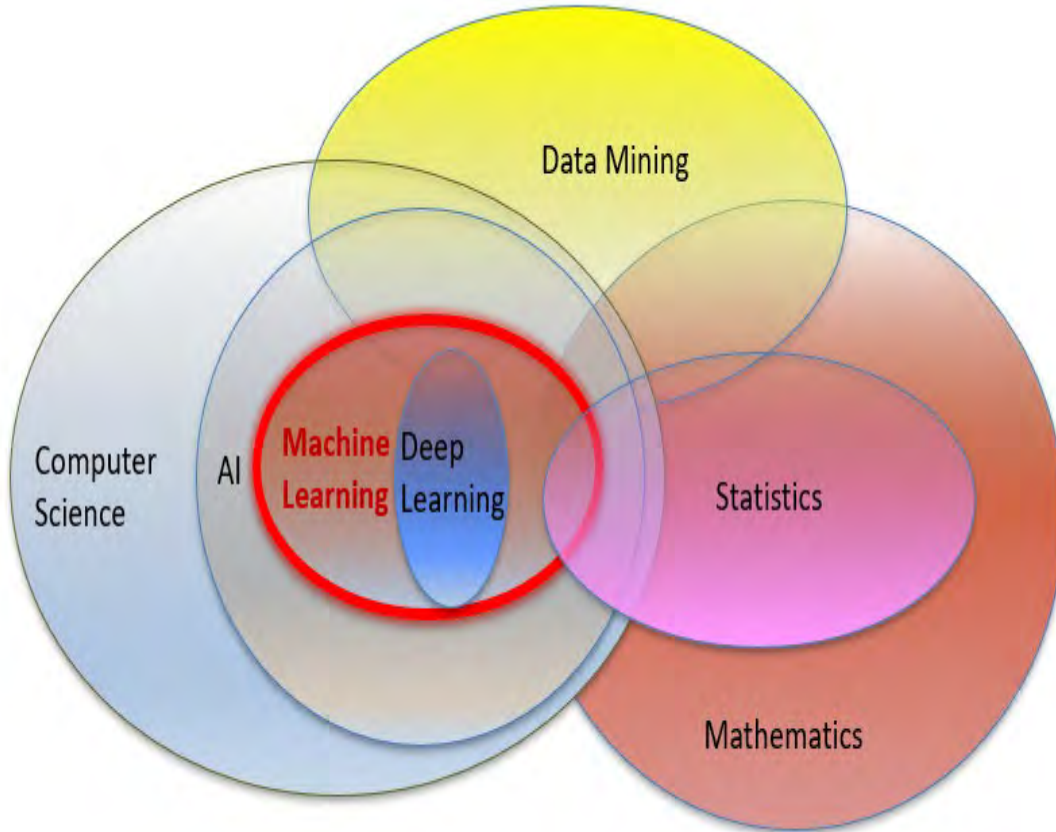 Data Mining
Computer
Science
AI
Machine
Learning
Deep
Learning
Statistics
Mathematics